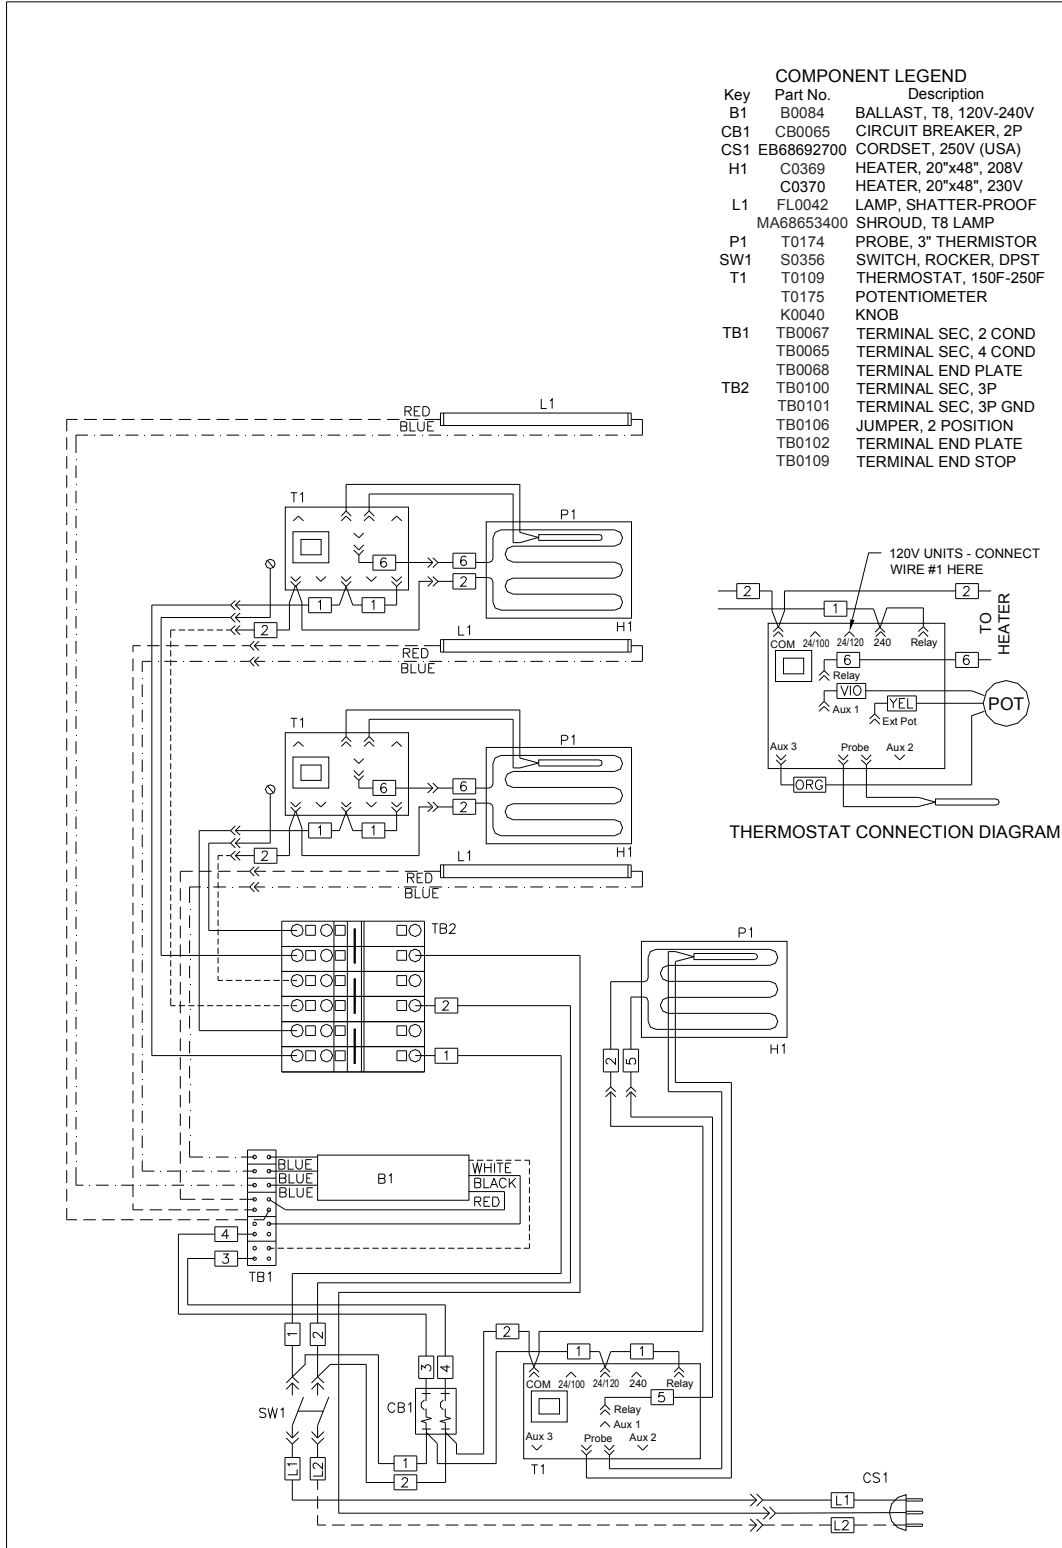 COMPONENT LEGEND
Key Part No. Description
B1 B0084 BALLAST, T8, 120V-240V
CB1 CB0065 CIRCUIT BREAKER, 2P
CS1 EB68692700 CORDSET, 250V (USA)
H1 C0369 HEATER, 20"x48", 208V
C0370 HEATER, 20"x48", 230V
L1 FL0042 LAMP, SHATTER-PROOF
MA68653400 SHROUD, T8 LAMP
P1 T0174 PROBE, 3" THERMISTOR
SW1 S0356 SWITCH, ROCKER, DPST
T1 T0109 THERMOSTAT, 150F-250F
T0175 POTENTIOMETER
K0040 KNOB
TB1 TB0067 TERMINAL SEC, 2 COND
TB0065 TERMINAL SEC, 4 COND
TB0068 TERMINAL END PLATE
TB2 TB0100 TERMINAL SEC, 3P
TB0101 TERMINAL SEC, 3P GND
TB0106 JUMPER, 2 POSITION
TB0102 TERMINAL END PLATE
TB0109 TERMINAL END STOP
L1
RED
BLUE
T1
P1
6 6
2
1 1
2
H1
L1
RED
BLUE
120V UNITS - CONNECT
WIRE #1 HERE
2 2
1
TO
HEATER
COM 24/100 24/120 240 Relay
6 6
Relay
VIO
Aux 1
YEL
Ext Pot
POT
Aux 3 Probe Aux 2
ORG
THERMOSTAT CONNECTION DIAGRAM
T1
P1
6 6
2
1 1
2
H1
L1
RED
BLUE
TB2
2
1
P1
H1
2 5
BLUE
BLUE
BLUE
B1
WHITE
BLACK
RED
4
3
TB1
1 2
3 4
SW1
CB1
1
2
L1 L2
2
1 1
COM 24/100 24/120 240 Relay
5
Relay
Aux 1
Aux 3 Probe Aux 2
T1
CS1
L1
L2